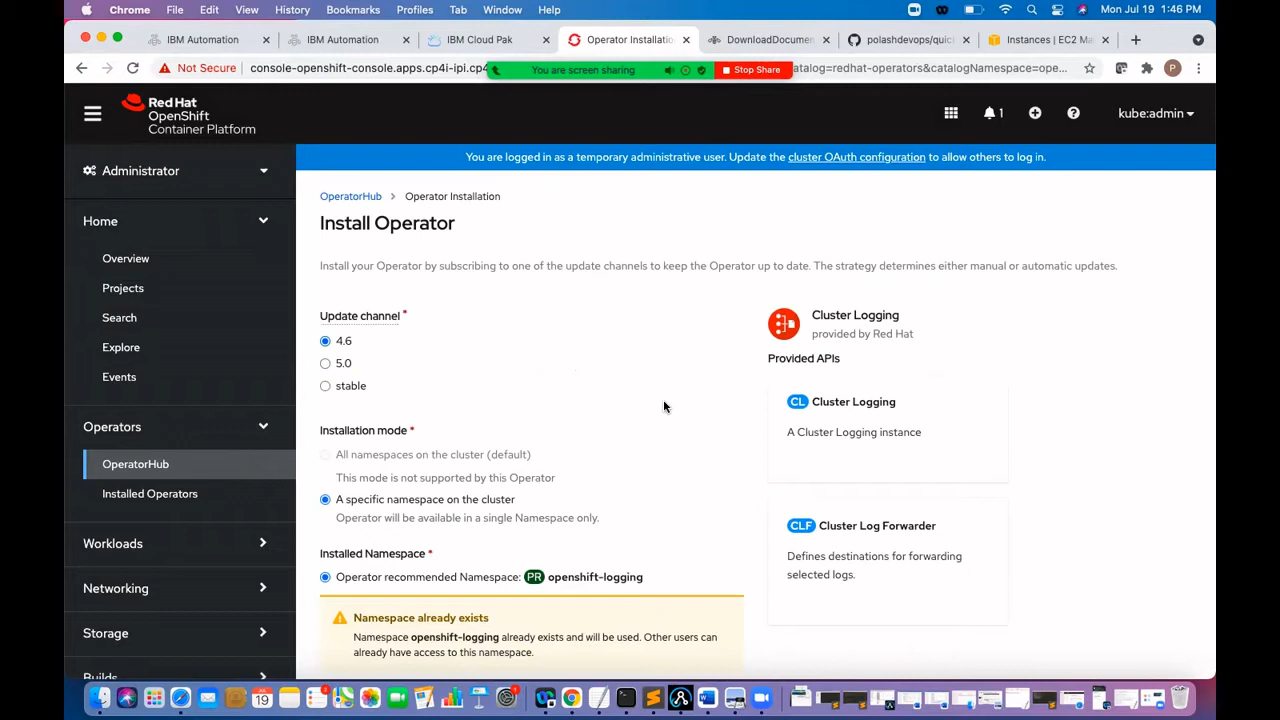 Chrome File Edit View History Bookmarks Profiles Tab Window Help Mon Jul 19 1:46 PM
IBM Automation
IBM Automation
IBM Cloud Pak
Operator Installatio
DownloadDocumen
polashdevops/quic
Instances | EC2 Ma
Not Secure console-openshift-console.apps.cp4i-ipi.cp4
You are screen sharing
Stop Share
atalog=redhat-operators&catalogNamespace=ope...
P
Red Hat
OpenShift
Container Platform
1
kube:admin
You are logged in as a temporary administrative user. Update the cluster OAuth configuration to allow others to log in.
Administrator
Home
Overview
Projects
Search
Explore
Events
Operators
OperatorHub
Installed Operators
Workloads
Networking
Storage
Builds
OperatorHub > Operator Installation
Install Operator
Install your Operator by subscribing to one of the update channels to keep the Operator up to date. The strategy determines either manual or automatic updates.
Update channel *
4.6
5.0
stable
Installation mode *
All namespaces on the cluster (default)
This mode is not supported by this Operator
A specific namespace on the cluster
Operator will be available in a single Namespace only.
Installed Namespace *
Operator recommended Namespace: PR openshift-logging
Namespace already exists
Namespace openshift-logging already exists and will be used. Other users can
already have access to this namespace.
Cluster Logging
provided by Red Hat
Provided APIs
CL Cluster Logging
A Cluster Logging instance
CLF Cluster Log Forwarder
Defines destinations for forwarding
selected logs.